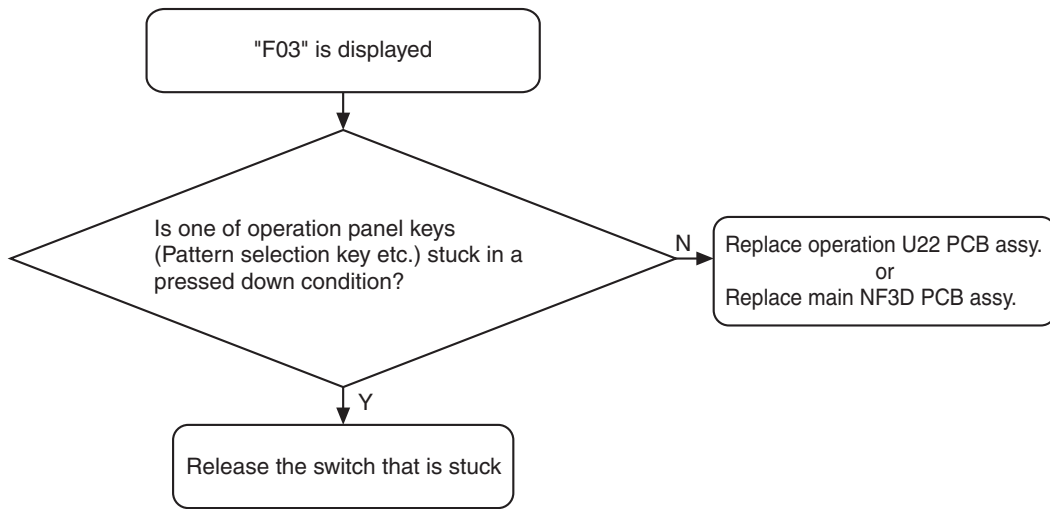 "F03" is displayed
Is one of operation panel keys
(Pattern selection key etc.) stuck in a
pressed down condition?
N
Replace operation U22 PCB assy.
or
Replace main NF3D PCB assy.
Y
Release the switch that is stuck